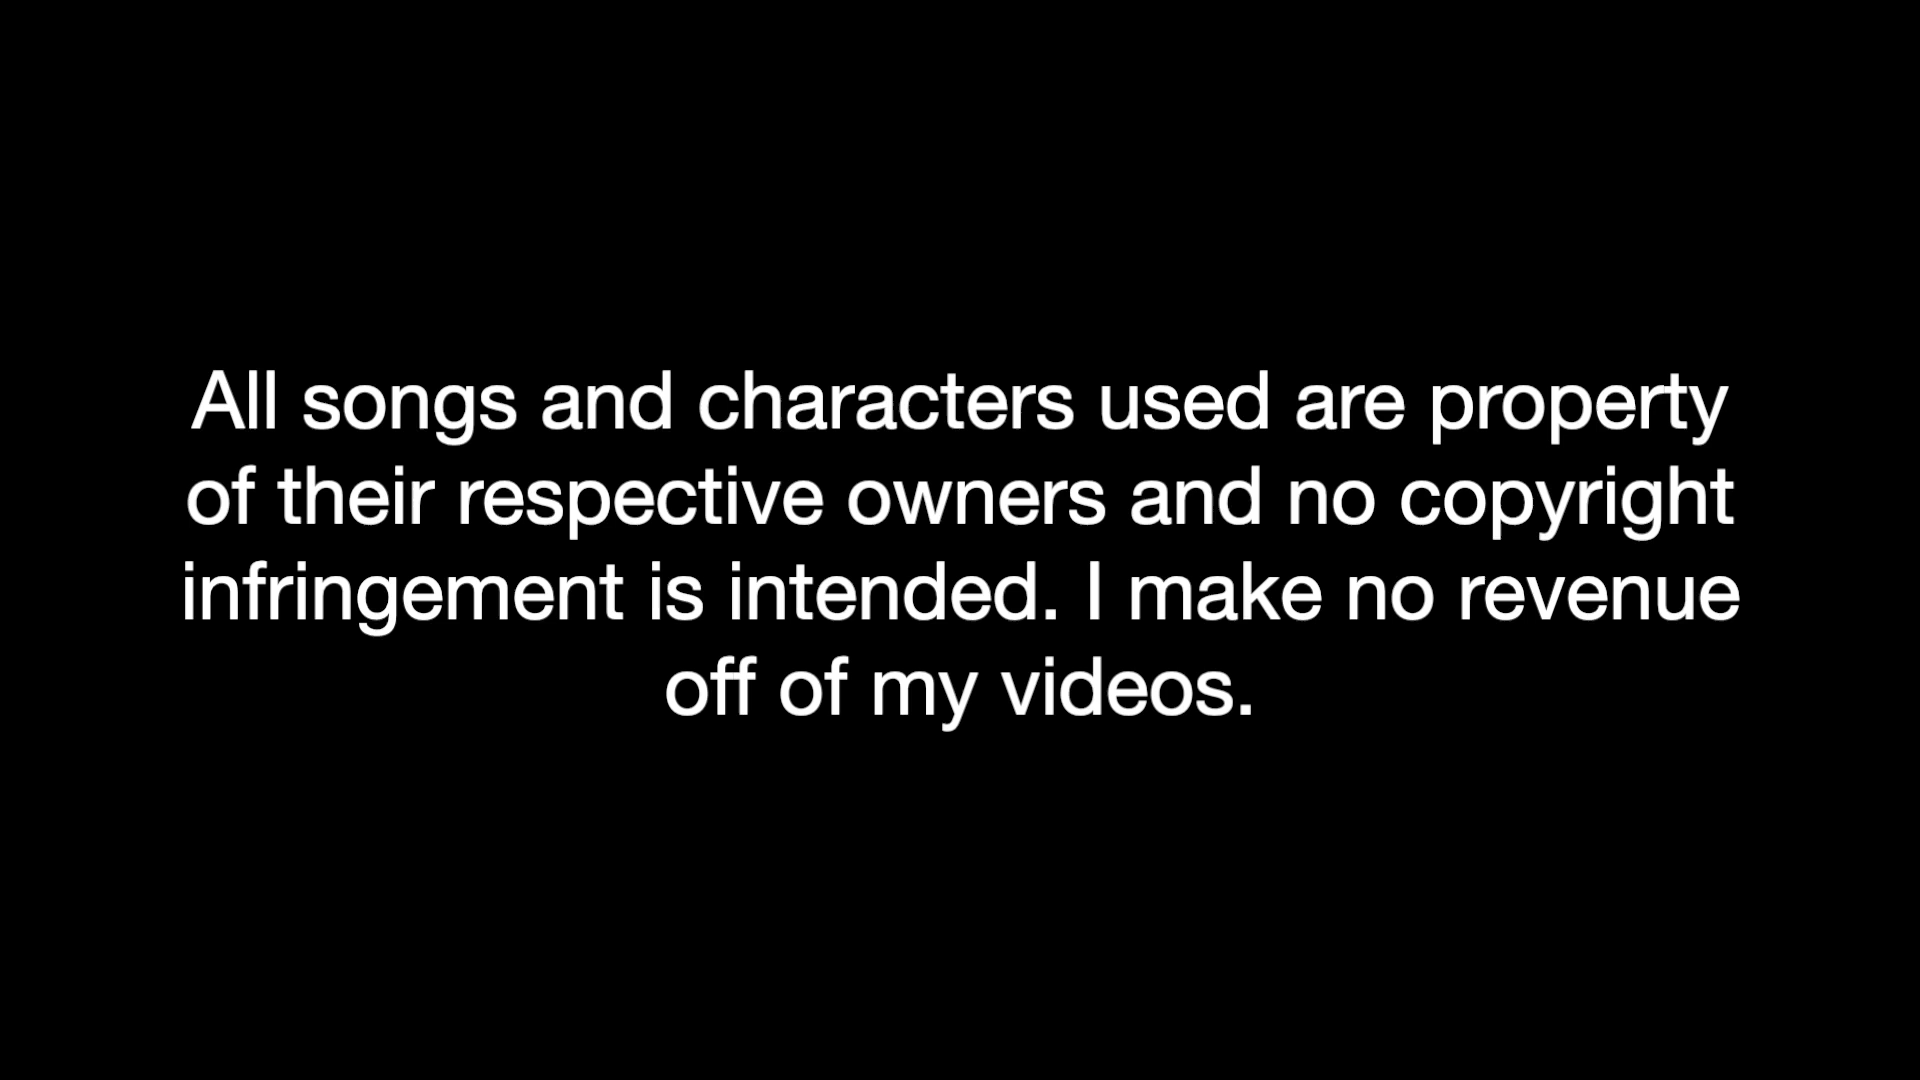 All songs and characters used are property
of their respective owners and no copyright
infringement is intended. I make no revenue
off of my videos.